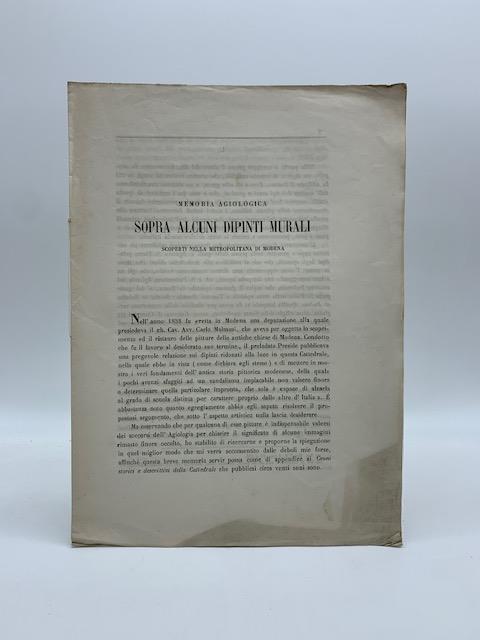 MEMORIA AGIOLOGICA
SOPRA ALCUNI DIPINTI MURALI
SCOPERTI NELLA METROPOLITANA DI MODENA
Nell'anno 1858 fu eretta in Modena una deputazione alla quale
presiedeva il ch. Cav. Avv. Carlo Malmusi, che aveva per oggetto lo scopri-
mento ed il ristauro delle pitture delle antiche chiese di Modena. Condotto
che fu il lavoro al desiderato suo termine, il prelodato Preside pubblicava
una pregevole relazione sui dipinti ridonati alla luce in questa Cattedrale,
nella quale ebbe in vista (come dichiara egli stesso) « di mettere in mostra
i veri fondamenti dell'antica storia pittorica modenese, della quale
i pochi avanzi sfuggiti ad un vandalismo implacabile non valsero finora
a determinare quella particolare impronta, che sola è capace di alzarla
al grado di scuola distinta per carattere proprio dalle altre d'Italia ». E
abbastanza sono quanto egregiamente abbia egli saputo risolvere il pro-
postosi argomento, che sotto l'aspetto artistico nulla lascia desiderare.
Ma osservando che per qualcuna di esse pitture è indispensabile valersi
dei soccorsi dell'Agiologia per chiarire il significato di alcune immagini
rimasto finora occulto, ho stabilito di ricercarne e proporne la spiegazione
in quel miglior modo che mi verrà acconsentito dalle deboli mie forze,
affinchè questa breve memoria servir possa come di appendice ai Cenni
storici e descrittivi della Cattedrale che pubblicai circa venti anni sono.